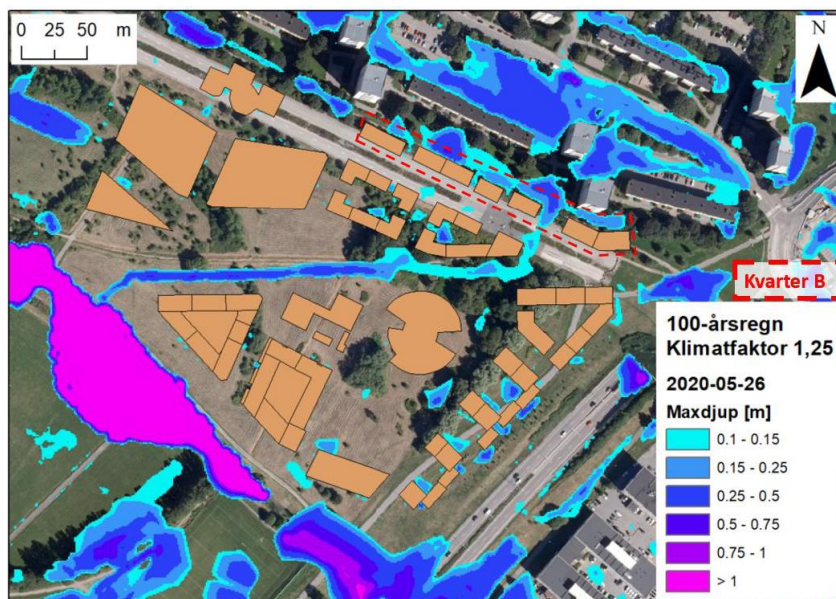 0 25 50
m
N
Kvarter B
100-årsregn
Klimatfaktor 1,25
2020-05-26
Maxdjup [m]
0.1 - 0.15
0.15 - 0.25
0.25 - 0.5
0.5 - 0.75
0.75 - 1
> 1